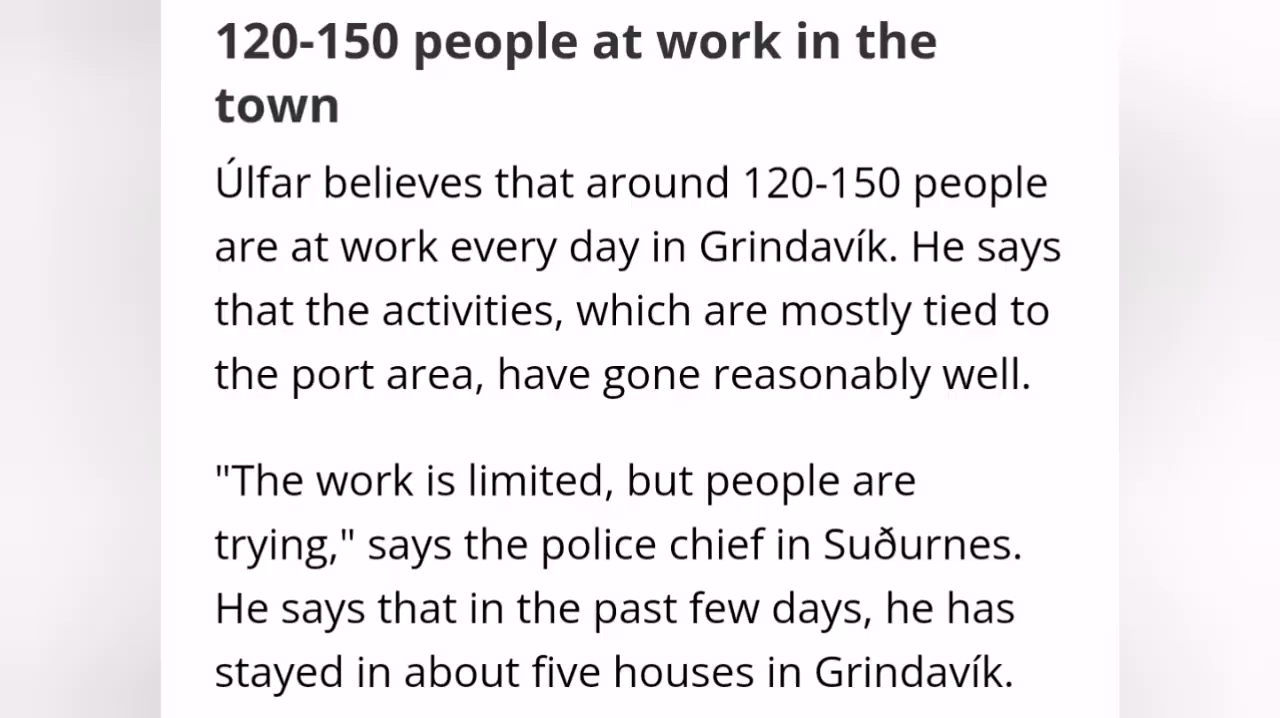 120-150 people at work in the
town
Úlfar believes that around 120-150 people
are at work every day in Grindavík. He says
that the activities, which are mostly tied to
the port area, have gone reasonably well.
"The work is limited, but people are
trying," says the police chief in Suðurnes.
He says that in the past few days, he has
stayed in about five houses in Grindavík.